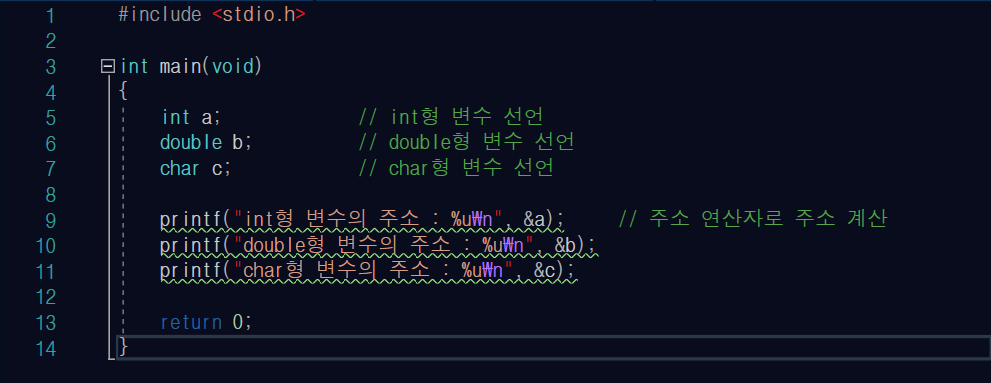 1 #include <stdio.h>
2
3 int main(void)
4 {
5 int a; // int형 변수 선언
6 double b; // double형 변수 선언
7 char c; // char형 변수 선언
8
9 printf("int형 변수의 주소 : %u₩n", &a); // 주소 연산자로 주소 계산
10 printf("double형 변수의 주소 : %u₩n", &b);
11 printf("char형 변수의 주소 : %u₩n", &c);
12
13 return 0;
14 }